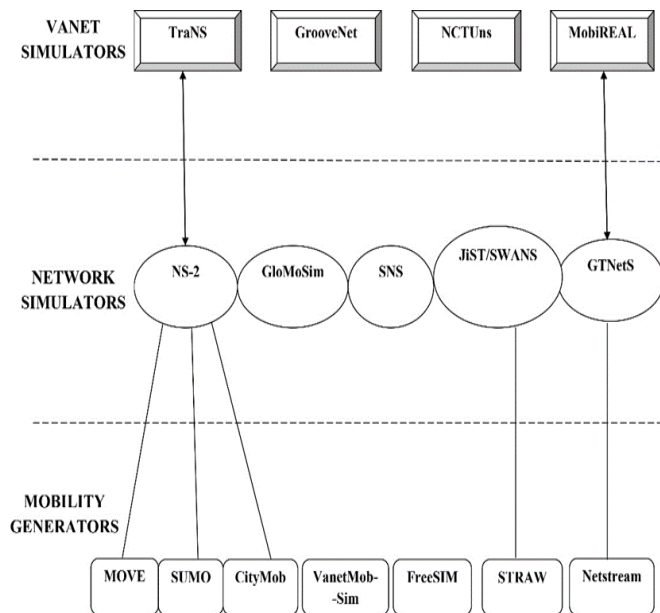 VANET
SIMULATORS
TraNS
GrooveNet
NCTUns
MobiREAL
NETWORK
SIMULATORS
NS-2
GloMoSim
SNS
JiST/SWANS
GTNetS
MOBILITY
GENERATORS
MOVE
SUMO
CityMob
VanetMob-
-Sim
FreeSIM
STRAW
Netstream